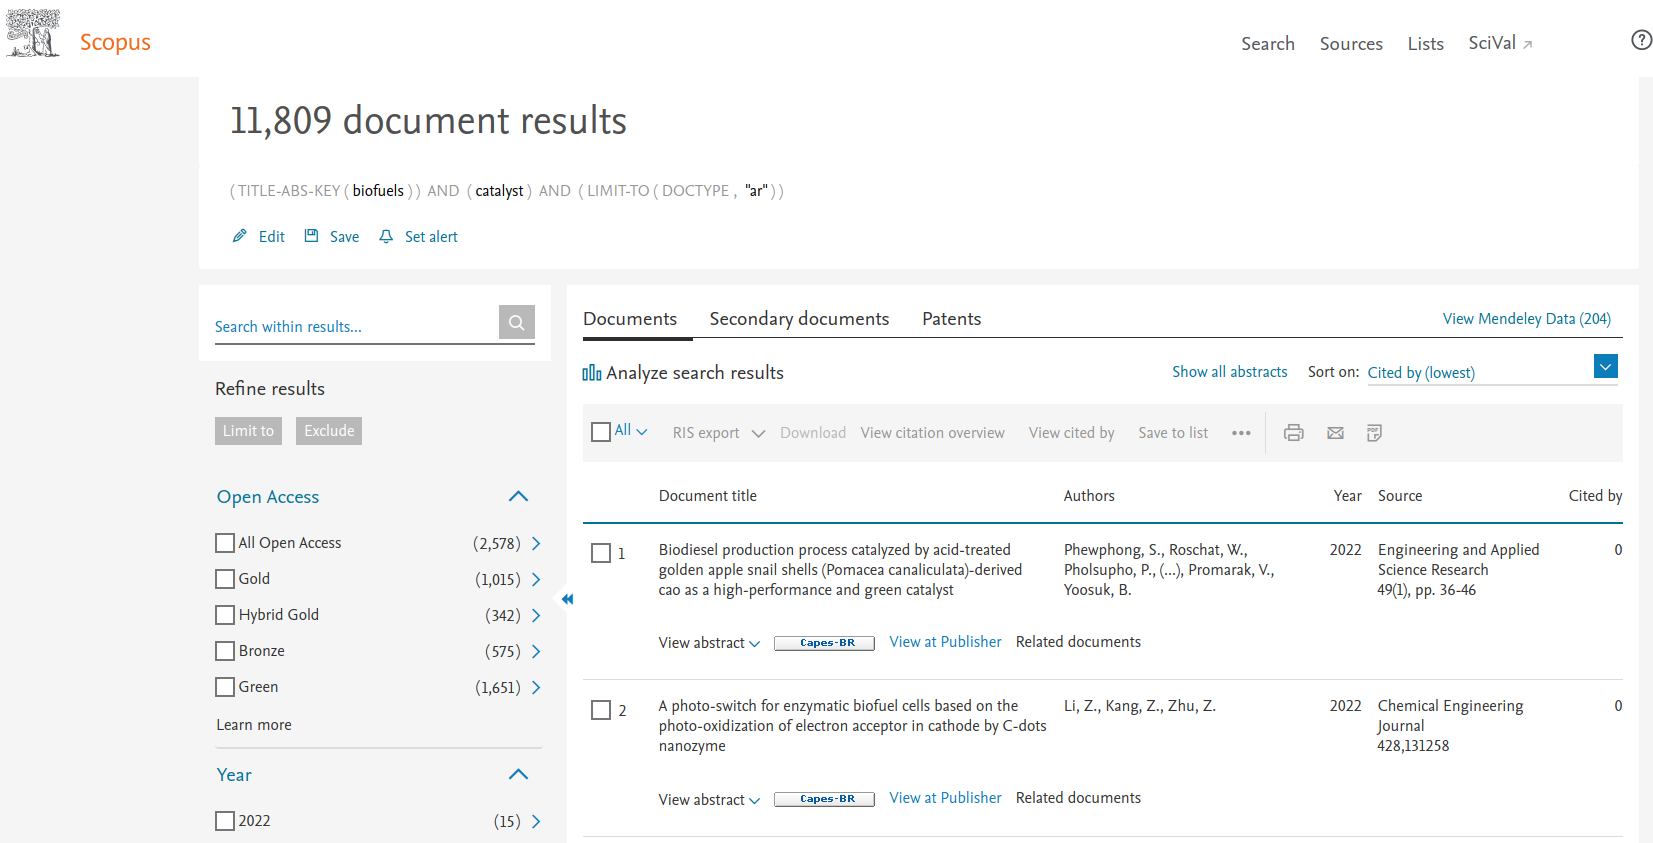 Scopus
Search Sources Lists SciVal ↗
11,809 document results
( TITLE-ABS-KEY ( biofuels ) ) AND ( catalyst ) AND ( LIMIT-TO ( DOCTYPE , "ar" ) )
Edit Save Set alert
Search within results...
Refine results
Limit to Exclude
Open Access
All Open Access (2,578)
Gold (1,015)
Hybrid Gold (342)
Bronze (575)
Green (1,651)
Learn more
Year
2022 (15)
Documents Secondary documents Patents View Mendeley Data (204)
Analyze search results Show all abstracts Sort on: Cited by (lowest)
All RIS export Download View citation overview View cited by Save to list ••• PDF
Document title Authors Year Source Cited by
1 Biodiesel production process catalyzed by acid-treated Phewphong, S., Roschat, W., 2022 Engineering and Applied 0
golden apple snail shells (Pomacea canaliculata)-derived Pholsupho, P., (...), Promarak, V., Science Research
cao as a high-performance and green catalyst Yoosuk, B. 49(1), pp. 36-46
View abstract Capes-BR View at Publisher Related documents
2 A photo-switch for enzymatic biofuel cells based on the Li, Z., Kang, Z., Zhu, Z. 2022 Chemical Engineering 0
photo-oxidization of electron acceptor in cathode by C-dots Journal
nanozyme 428,131258
View abstract Capes-BR View at Publisher Related documents